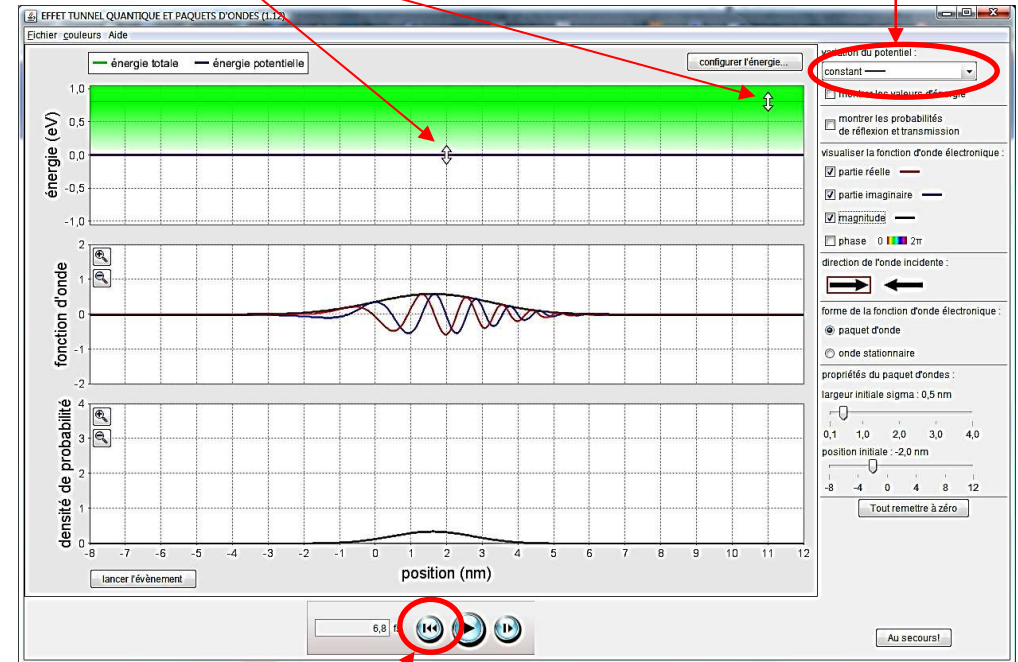 EFFET TUNNEL QUANTIQUE ET PAQUETS D'ONDES (1.12)
Fichier couleurs Aide
énergie totale énergie potentielle
configurer l'énergie...
énergie (eV)
1,0
0,5
0,0
-0,5
-1,0
fonction d'onde
2
1
0
-1
-2
densité de probabilité
4
3
2
1
0
-8 -7 -6 -5 -4 -3 -2 -1 0 1 2 3 4 5 6 7 8 9 10 11 12
position (nm)
lancer l'évènement
variation du potentiel :
constant
montrer les valeurs d'énergie
montrer les probabilités
de réflexion et transmission
visualiser la fonction d'onde électronique :
partie réelle
partie imaginaire
magnitude
phase 0 2π
direction de l'onde incidente :
forme de la fonction d'onde électronique :
paquet d'onde
onde stationnaire
propriétés du paquet d'ondes :
largeur initiale sigma : 0,5 nm
0,1 1,0 2,0 3,0 4,0
position initiale : -2,0 nm
-8 -4 0 4 8 12
Tout remettre à zéro
6,8
Au secours!